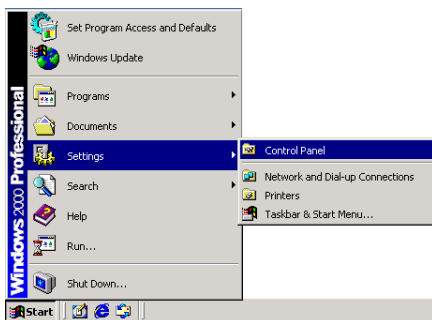 Set Program Access and Defaults
Windows Update
Programs
Documents
Settings
Search
Help
Run...
Shut Down...
Windows 2000 Professional
Control Panel
Network and Dial-up Connections
Printers
Taskbar & Start Menu...
Start